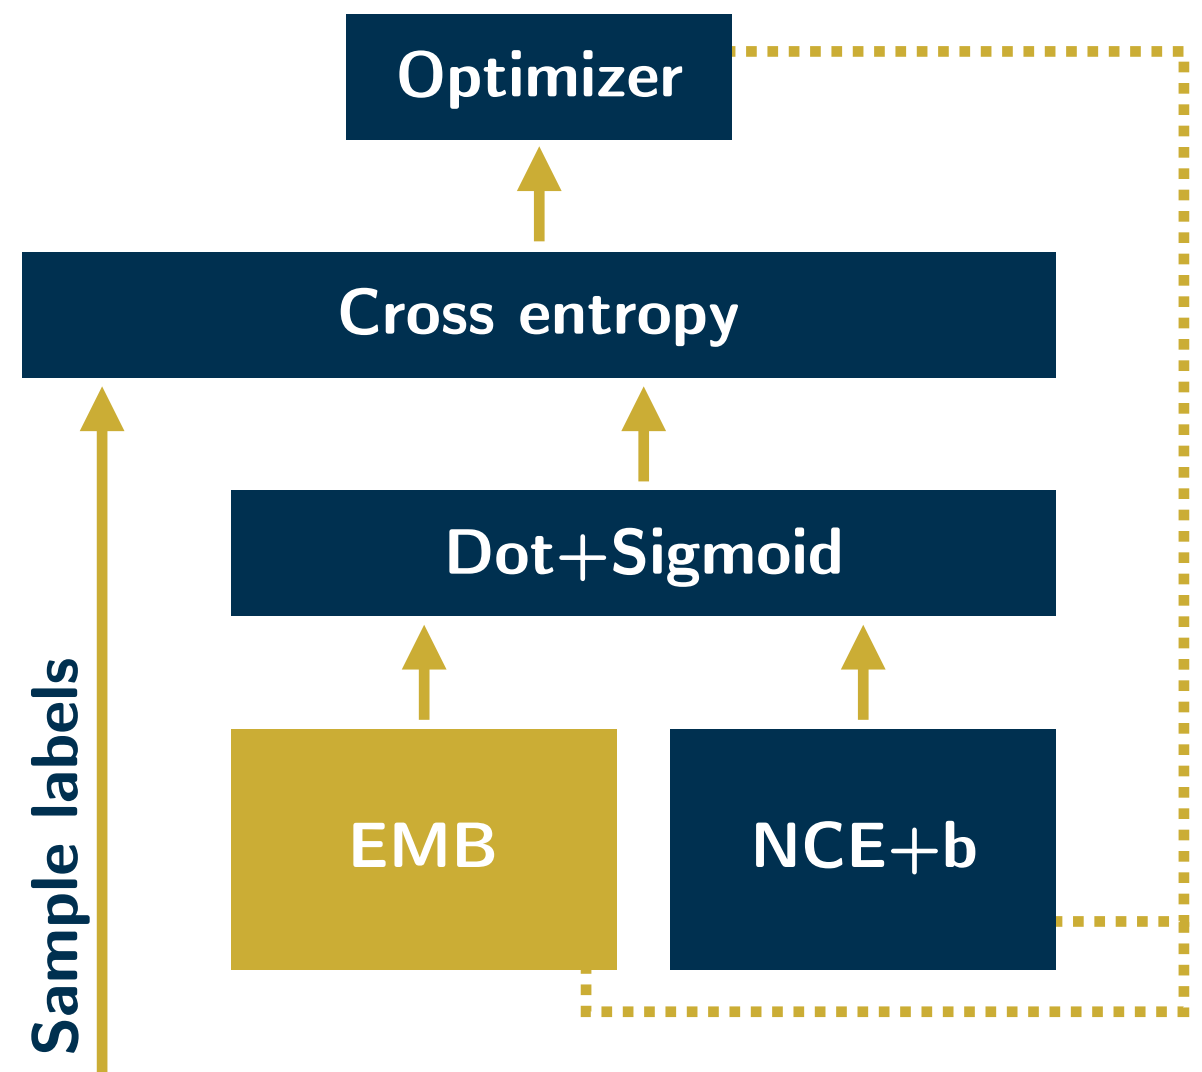 Optimizer
Cross entropy
Dot+Sigmoid
EMB
NCE+b
Sample labels